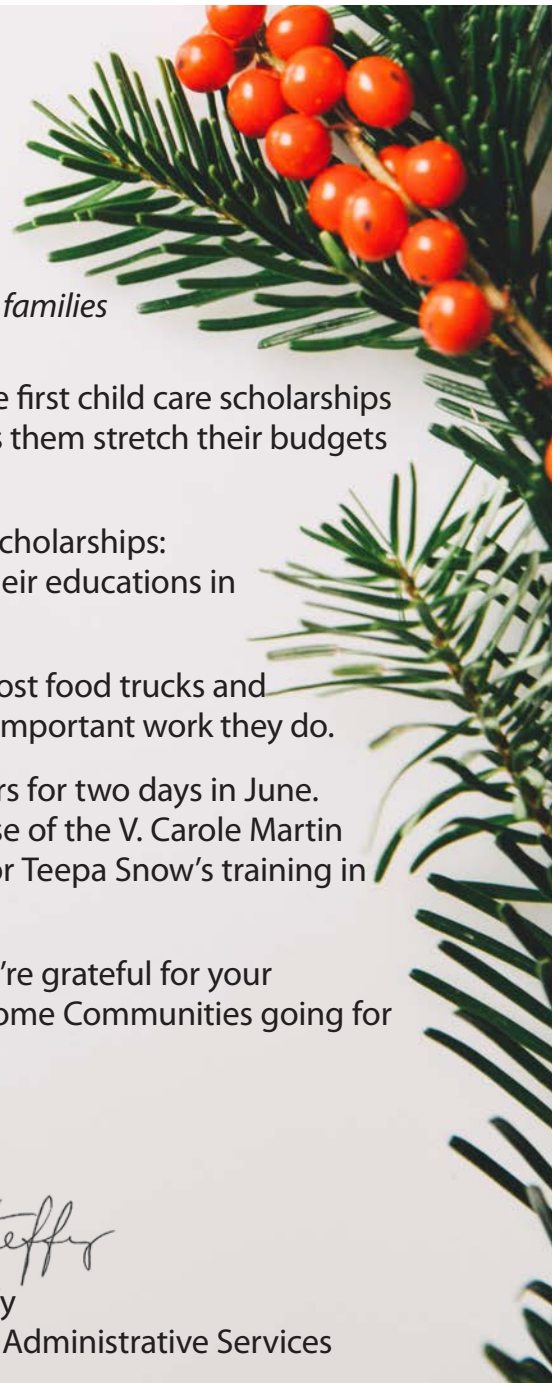 families
e first child care scholarships
s them stretch their budgets
cholarships:
eir educations in
ost food trucks and
mportant work they do.
rs for two days in June.
se of the V. Carole Martin
or Teepa Snow's training in
're grateful for your
ome Communities going for
effy
y
Administrative Services